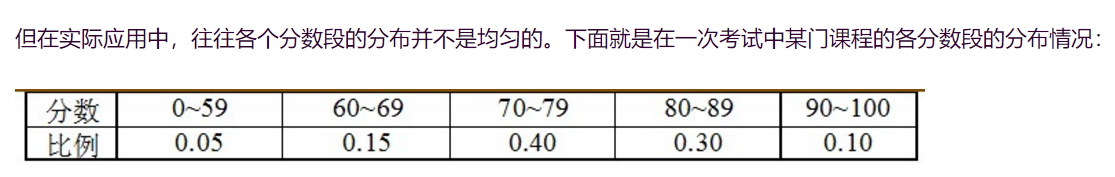 但在实际应用中，往往各个分数段的分布并不是均匀的。下面就是在一次考试中某门课程的各分数段的分布情况：
分数 0~59 60~69 70~79 80~89 90~100
比例 0.05 0.15 0.40 0.30 0.10